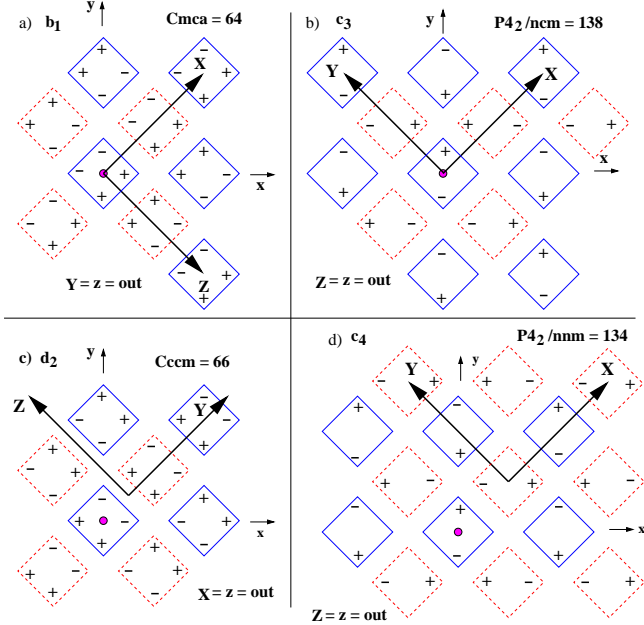 a) b1 Cmca = 64
y
X
x
Z
Y = z = out
b) c3 P42/ncm = 138
y
Y X
x
Z = z = out
c) d2 Cccm = 66
y
Z Y
x
X = z = out
d) c4 P42/nnm = 134
y
Y X
x
Z = z = out